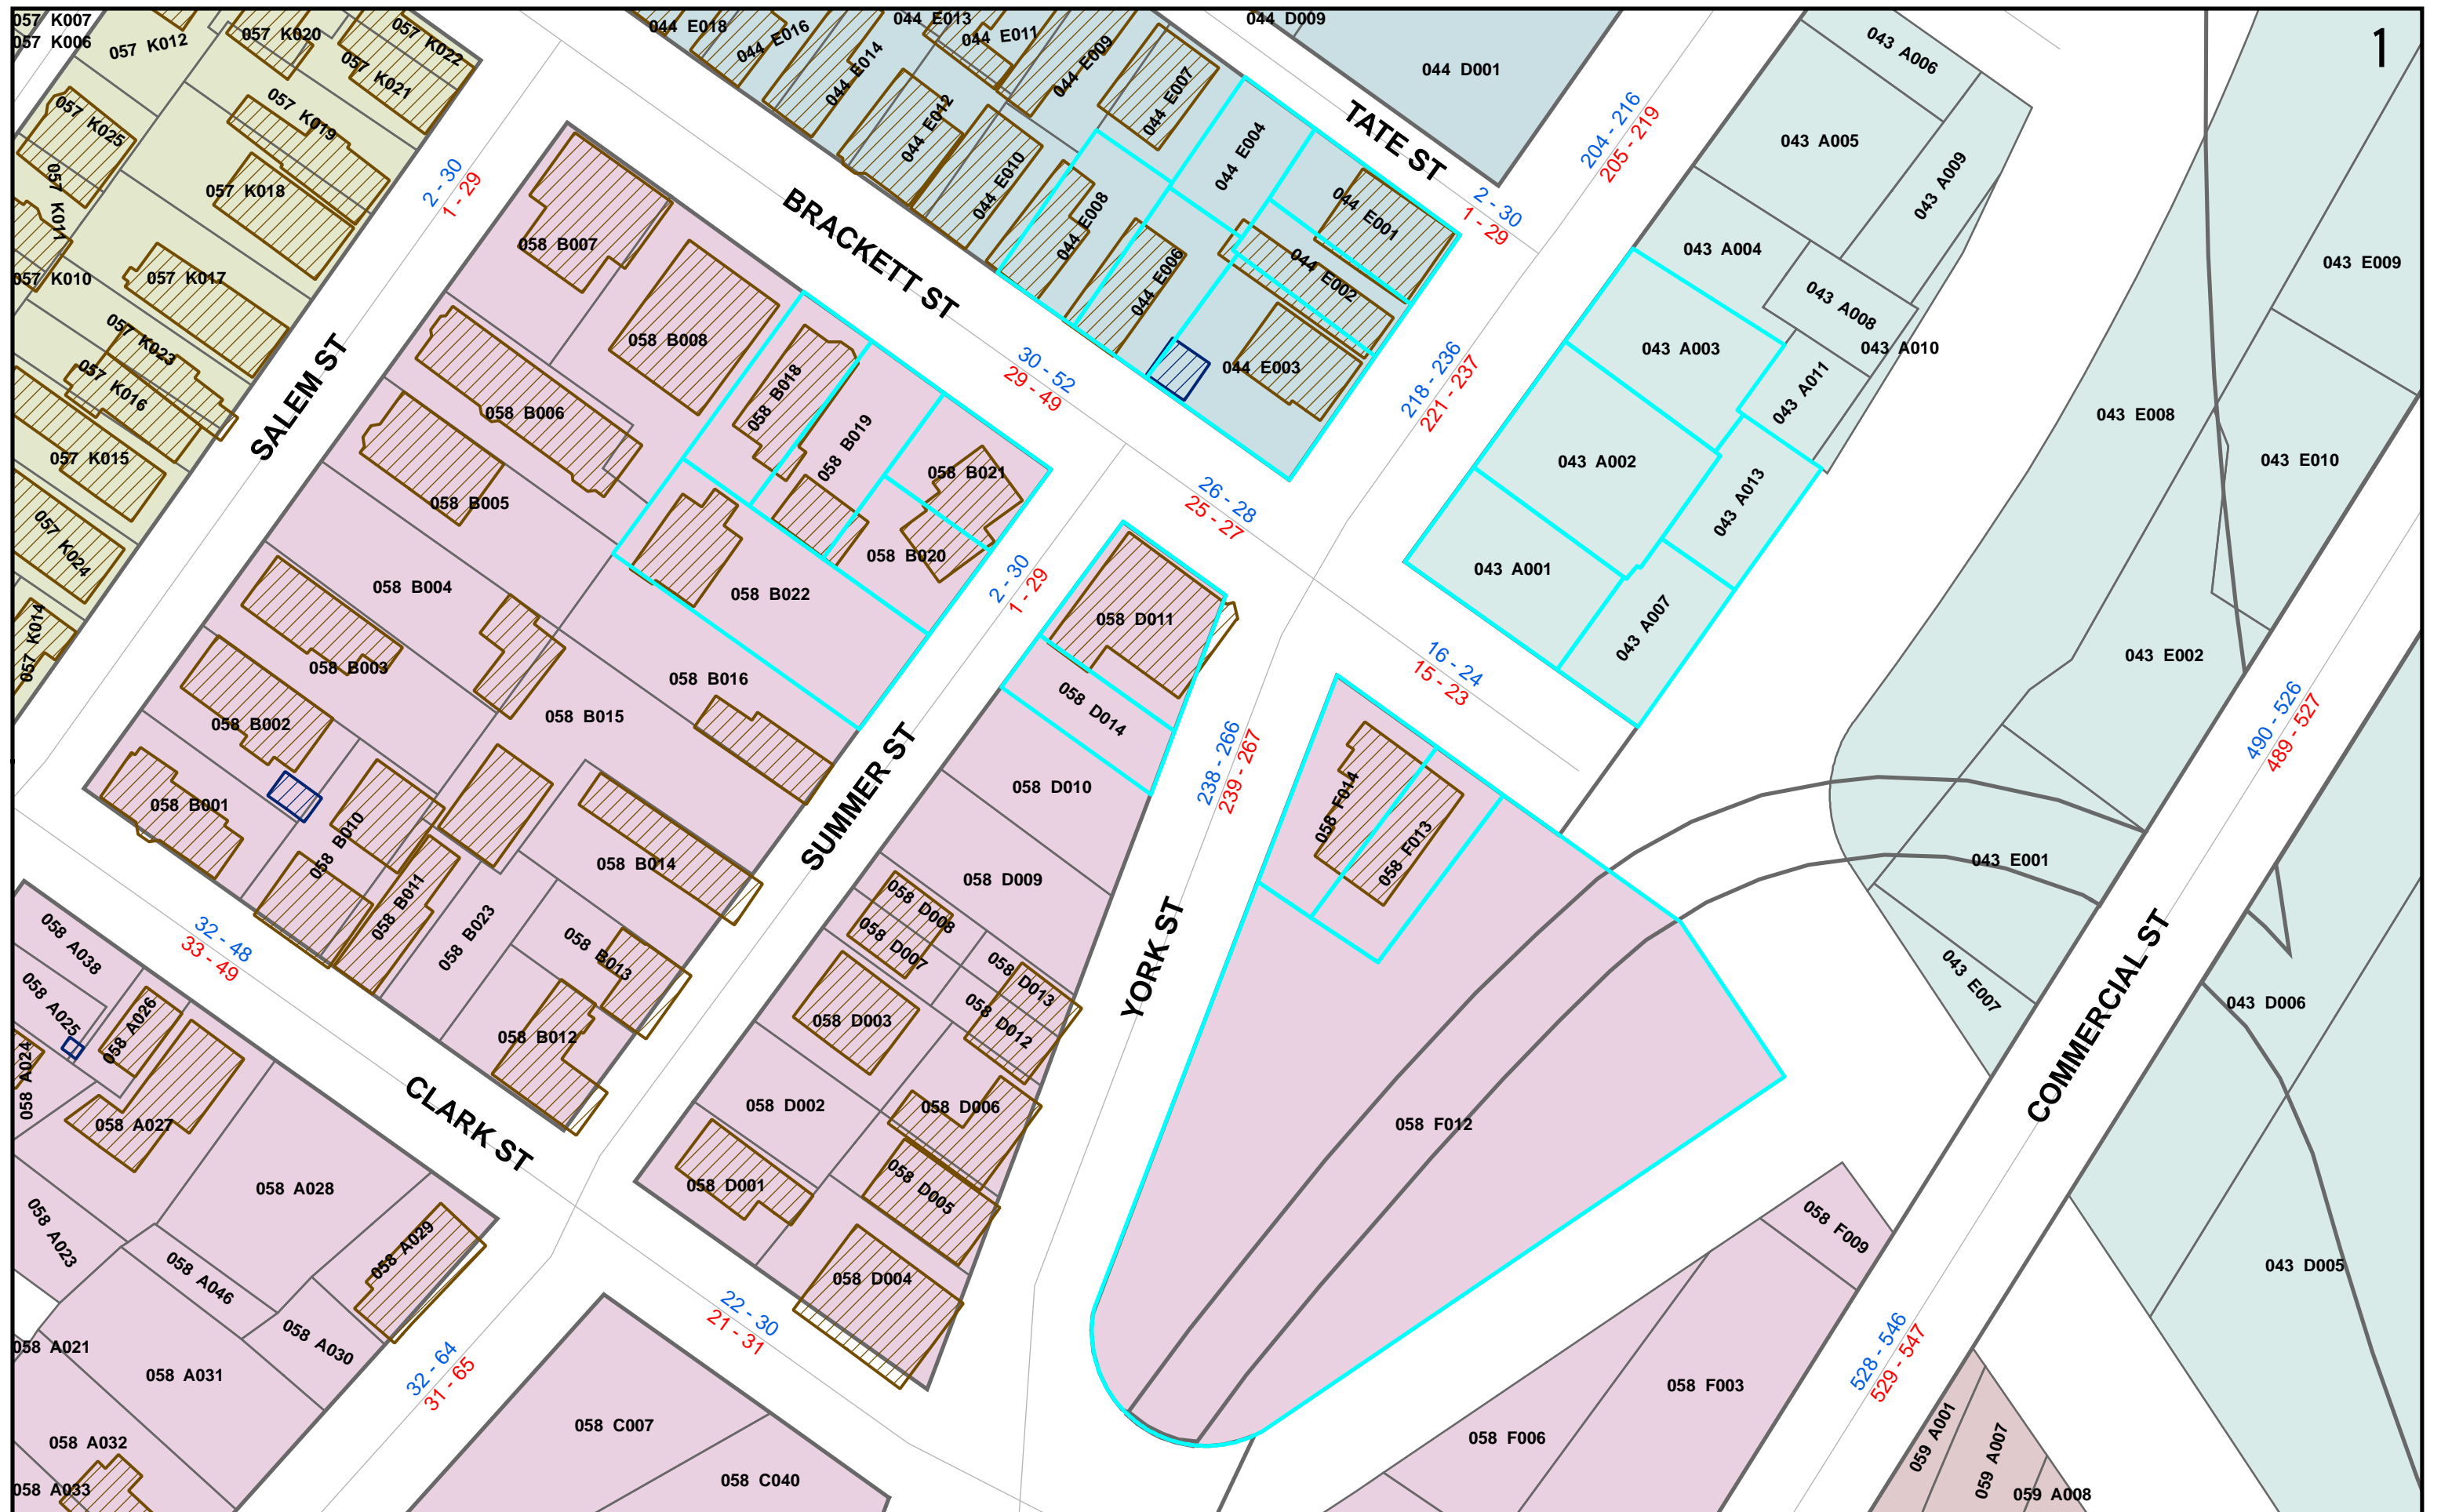 057 K007
057 K006
057 K012
057 K020
057 K022
057 K021
057 K025
057 K019
057 K018
057 K011
057 K010
057 K017
057 K023
057 K016
057 K015
057 K024
057 K014
SALEM ST
2 - 30
1 - 29
044 E018
044 E016
044 E014
044 E013
044 E011
044 E009
044 E007
044 E012
044 E010
044 E008
044 E006
044 E004
044 E001
044 E002
044 E003
044 D009
044 D001
TATE ST
2 - 30
1 - 29
204 - 216
205 - 219
BRACKETT ST
30 - 52
29 - 49
218 - 236
221 - 237
26 - 28
25 - 27
16 - 24
15 - 23
043 A006
043 A005
043 A009
043 A004
043 A008
043 A003
043 A010
043 A011
043 A002
043 A013
043 A001
043 A007
1
043 E009
043 E008
043 E010
043 E002
043 E001
043 E007
043 D006
043 D005
490 - 526
489 - 527
COMMERCIAL ST
528 - 546
529 - 547
058 B007
058 B008
058 B006
058 B005
058 B018
058 B019
058 B021
058 B020
058 B022
058 B004
058 B003
058 B016
058 B015
058 B002
058 B001
058 B010
058 B011
058 B014
058 B023
058 B013
058 B012
2 - 30
1 - 29
SUMMER ST
058 D011
058 D014
058 D010
058 D009
058 D008
058 D007
058 D013
058 D012
058 D003
058 D002
058 D006
058 D001
058 D005
058 D004
238 - 266
239 - 267
YORK ST
058 F014
058 F013
058 F012
058 F009
058 F003
058 F006
32 - 48
33 - 49
CLARK ST
22 - 30
21 - 31
058 A038
058 A025
058 A026
058 A024
058 A027
058 A028
058 A023
058 A046
058 A029
058 A030
058 A021
058 A031
058 A032
058 A033
32 - 64
31 - 65
058 C007
058 C040
059 A001
059 A007
059 A008